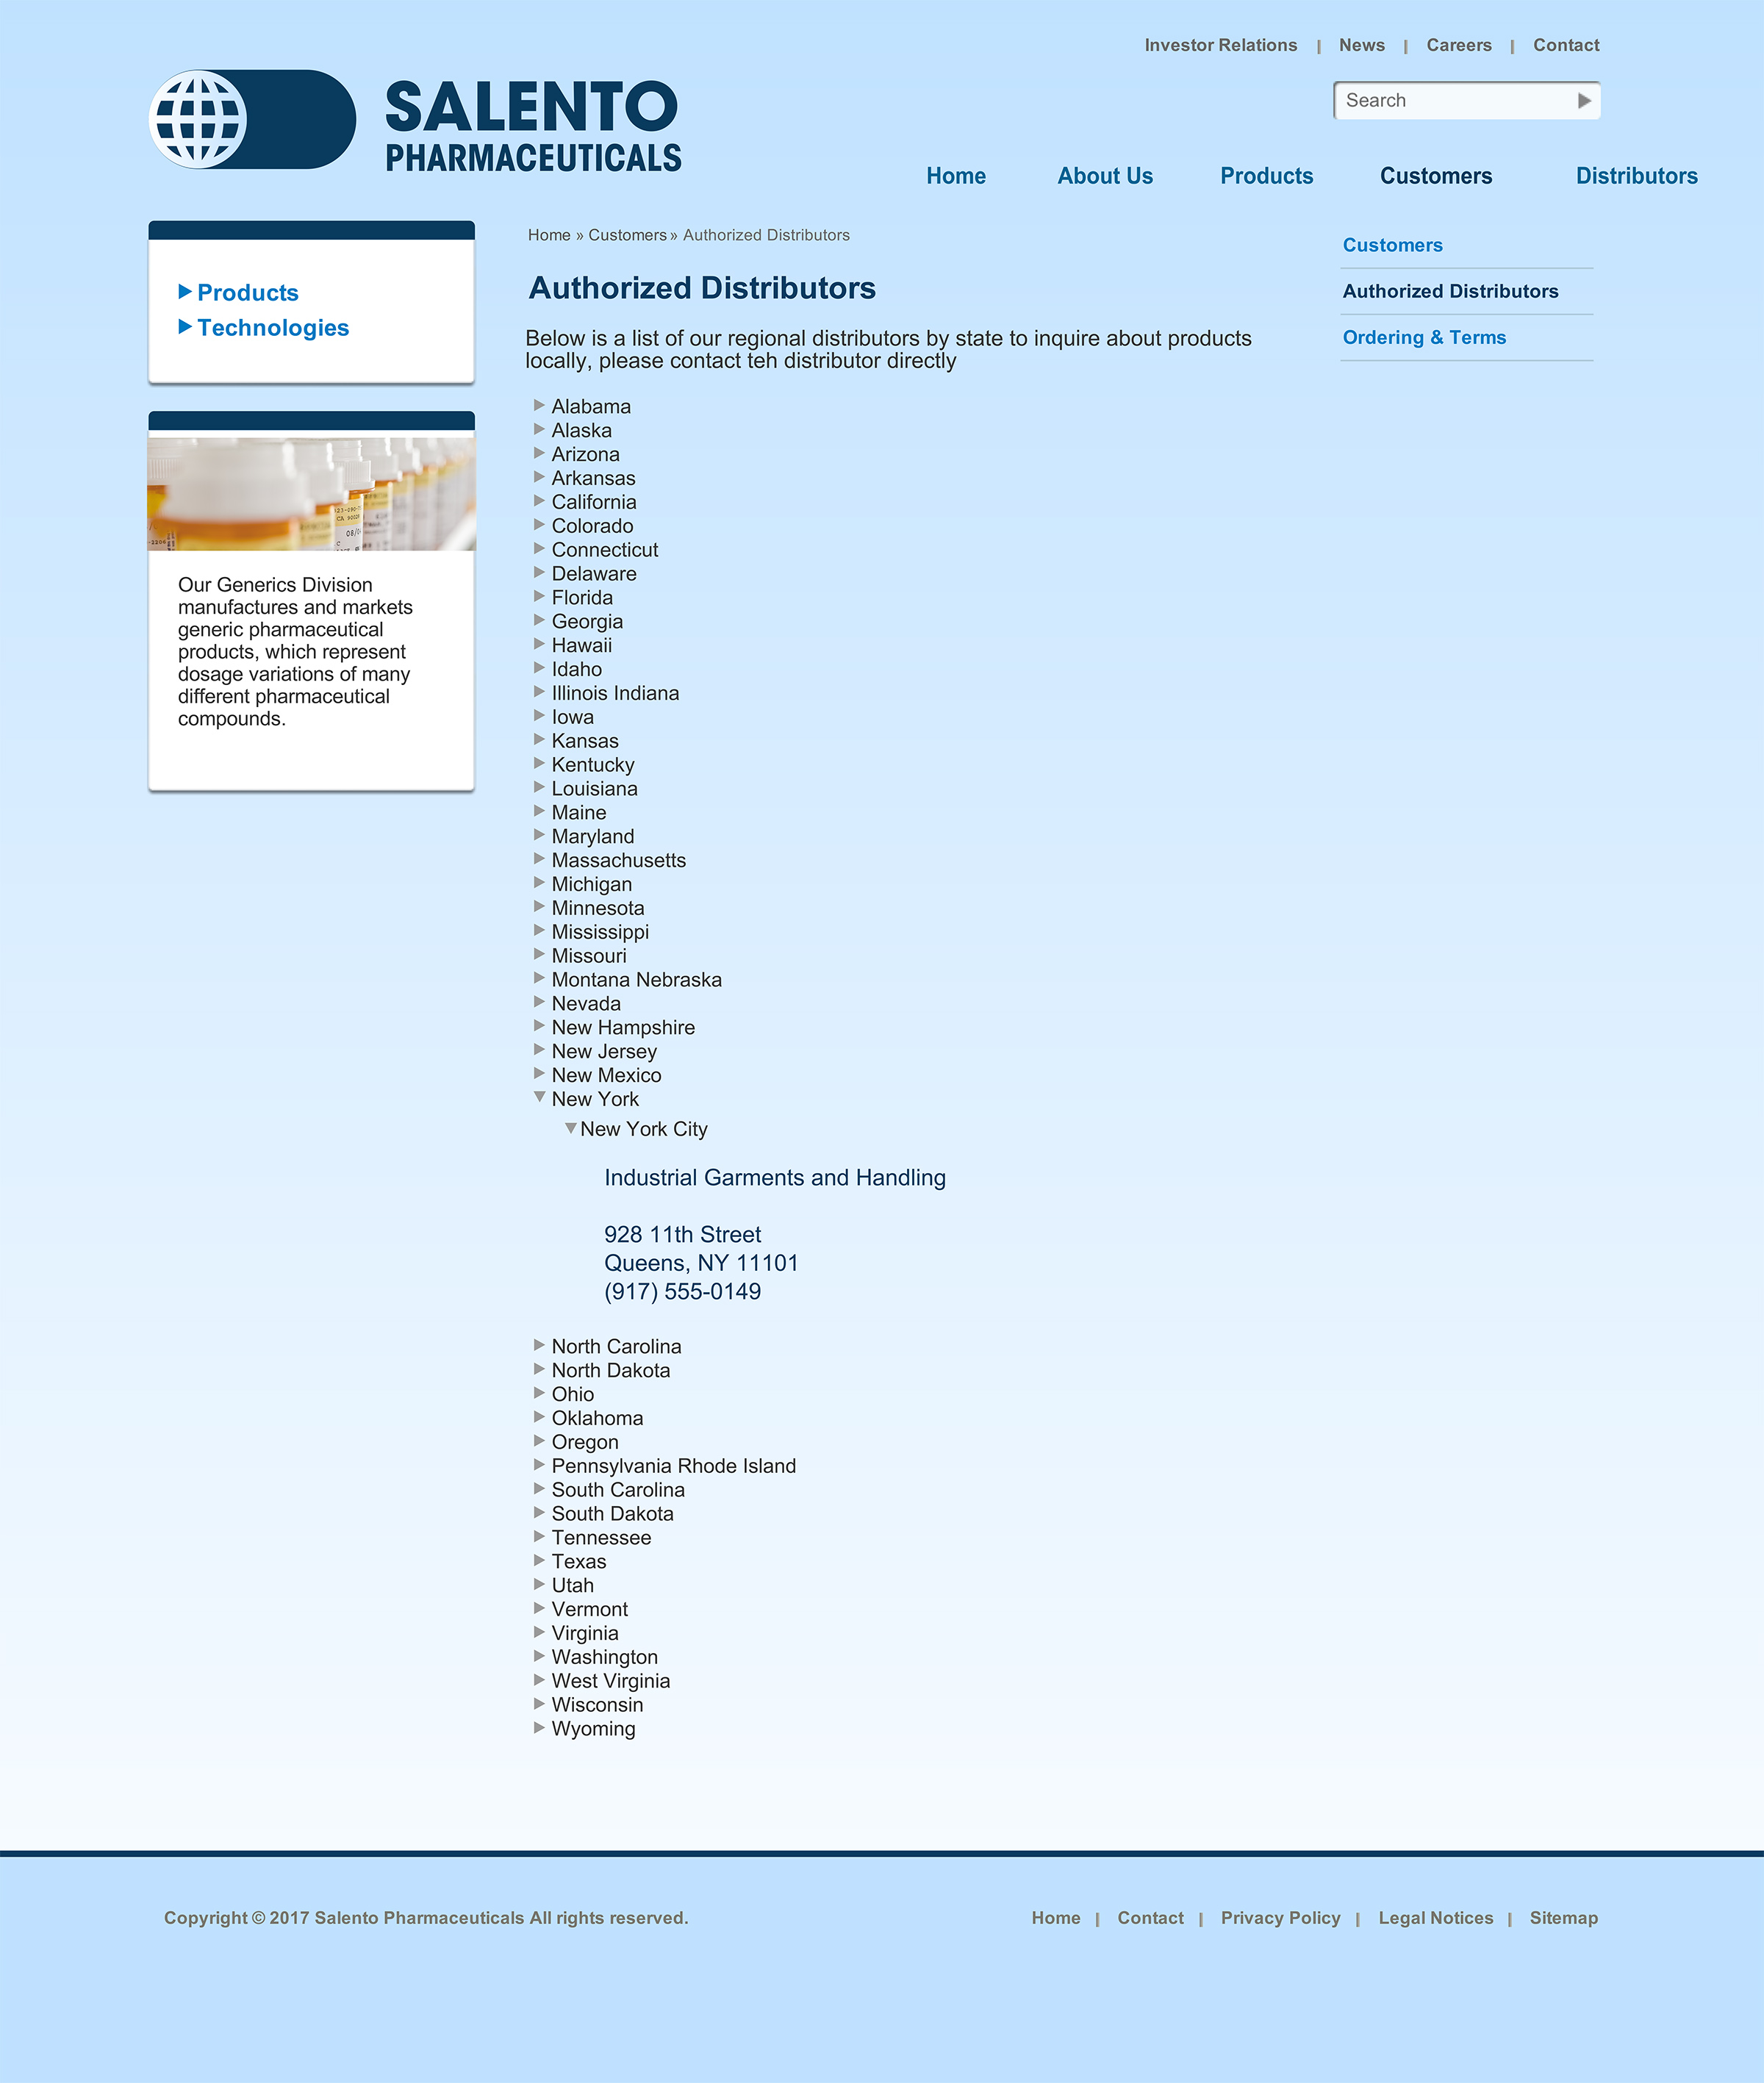 Investor Relations | News | Careers | Contact
SALENTO
PHARMACEUTICALS
Search
Home About Us Products Customers Distributors
Products
Technologies
Our Generics Division
manufactures and markets
generic pharmaceutical
products, which represent
dosage variations of many
different pharmaceutical
compounds.
Home » Customers » Authorized Distributors
Authorized Distributors
Below is a list of our regional distributors by state to inquire about products
locally, please contact teh distributor directly
Alabama
Alaska
Arizona
Arkansas
California
Colorado
Connecticut
Delaware
Florida
Georgia
Hawaii
Idaho
Illinois Indiana
Iowa
Kansas
Kentucky
Louisiana
Maine
Maryland
Massachusetts
Michigan
Minnesota
Mississippi
Missouri
Montana Nebraska
Nevada
New Hampshire
New Jersey
New Mexico
New York
New York City
Industrial Garments and Handling
928 11th Street
Queens, NY 11101
(917) 555-0149
North Carolina
North Dakota
Ohio
Oklahoma
Oregon
Pennsylvania Rhode Island
South Carolina
South Dakota
Tennessee
Texas
Utah
Vermont
Virginia
Washington
West Virginia
Wisconsin
Wyoming
Customers
Authorized Distributors
Ordering & Terms
Copyright © 2017 Salento Pharmaceuticals All rights reserved.
Home | Contact | Privacy Policy | Legal Notices | Sitemap